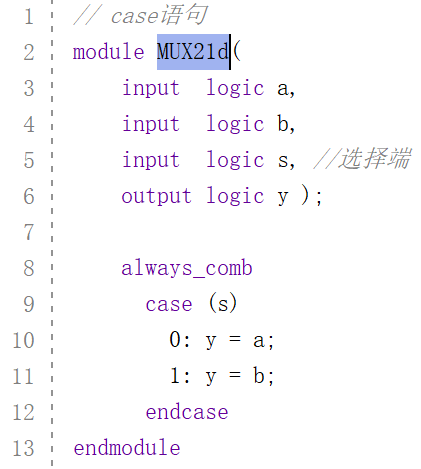 1 // case语句
2 module MUX21d(
3 input  logic a,
4 input  logic b,
5 input  logic s, //选择端
6 output logic y );
7
8 always_comb
9 case (s)
10 0: y = a;
11 1: y = b;
12 endcase
13 endmodule